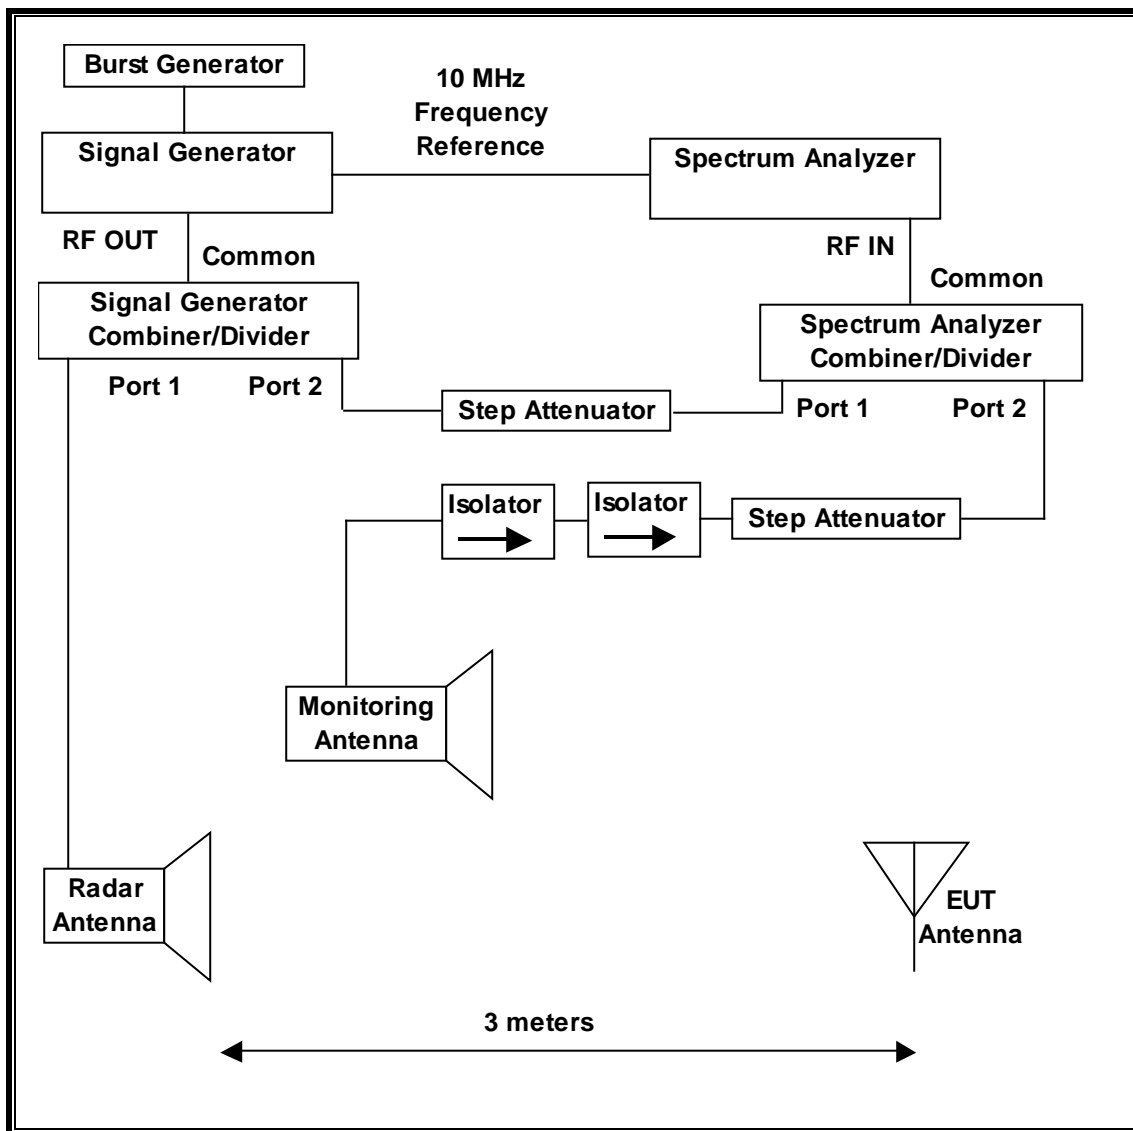 Burst Generator
10 MHz
Frequency
Reference
Signal Generator
Spectrum Analyzer
RF OUT
Common
RF IN
Common
Signal Generator
Combiner/Divider
Spectrum Analyzer
Combiner/Divider
Port 1
Port 2
Step Attenuator
Port 1
Port 2
Isolator
Isolator
Step Attenuator
Monitoring
Antenna
Radar
Antenna
EUT
Antenna
3 meters